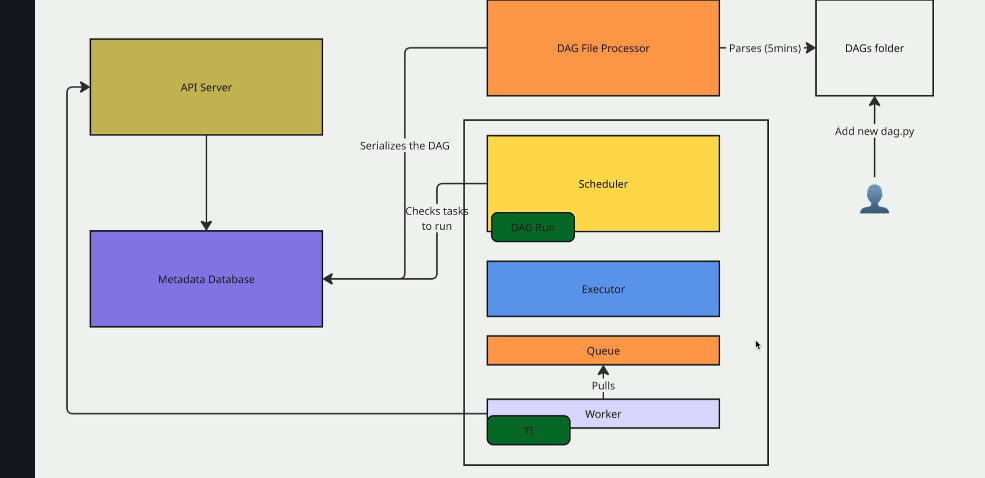 DAG File Processor
Parses (5mins)
DAGs folder
API Server
Serializes the DAG
Add new dag.py
Scheduler
Checks tasks
to run
DAG Run
Metadata Database
Executor
Queue
Pulls
Worker
TI